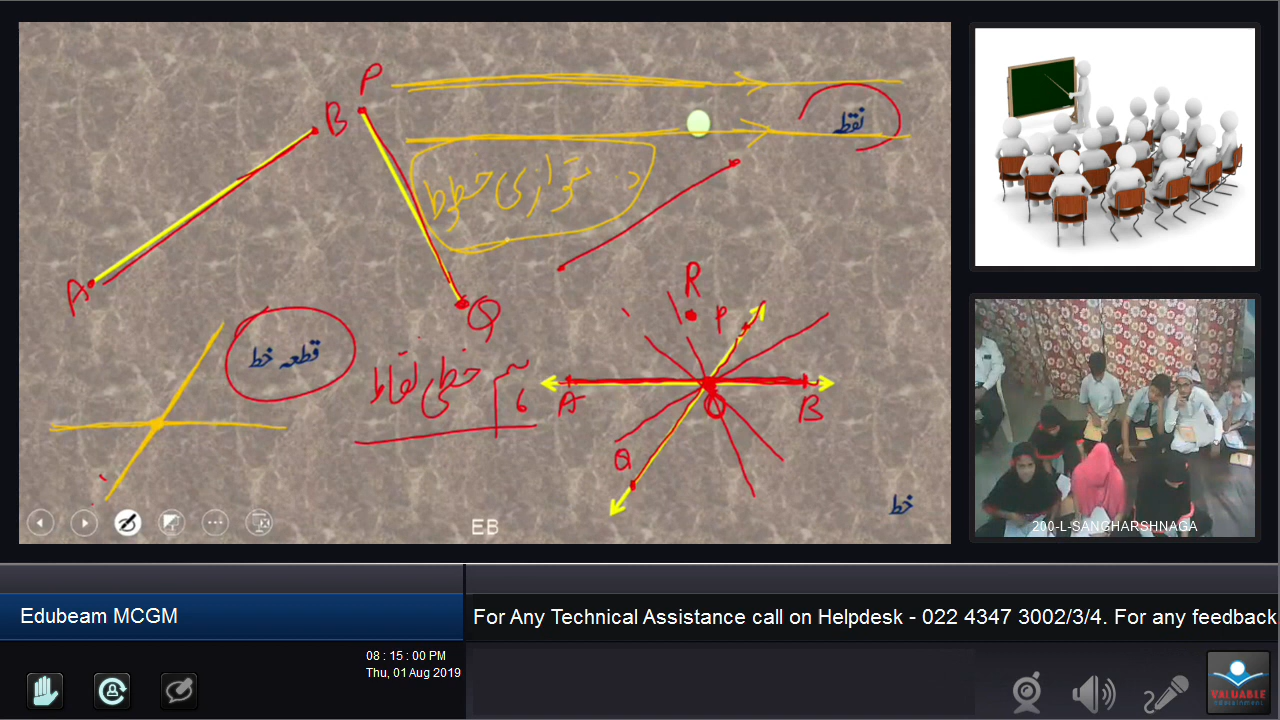 P
B
نقطہ
متوازی خطوط
A
Q
R
P
قطعہ خط
ہم خطی نقاط
A
O
B
Q
خط
EB
200-L-SANGHARSHNAGA
Edubeam MCGM
For Any Technical Assistance call on Helpdesk - 022 4347 3002/3/4. For any feedback
08 : 15 : 00 PM
Thu, 01 Aug 2019
VALUABLE